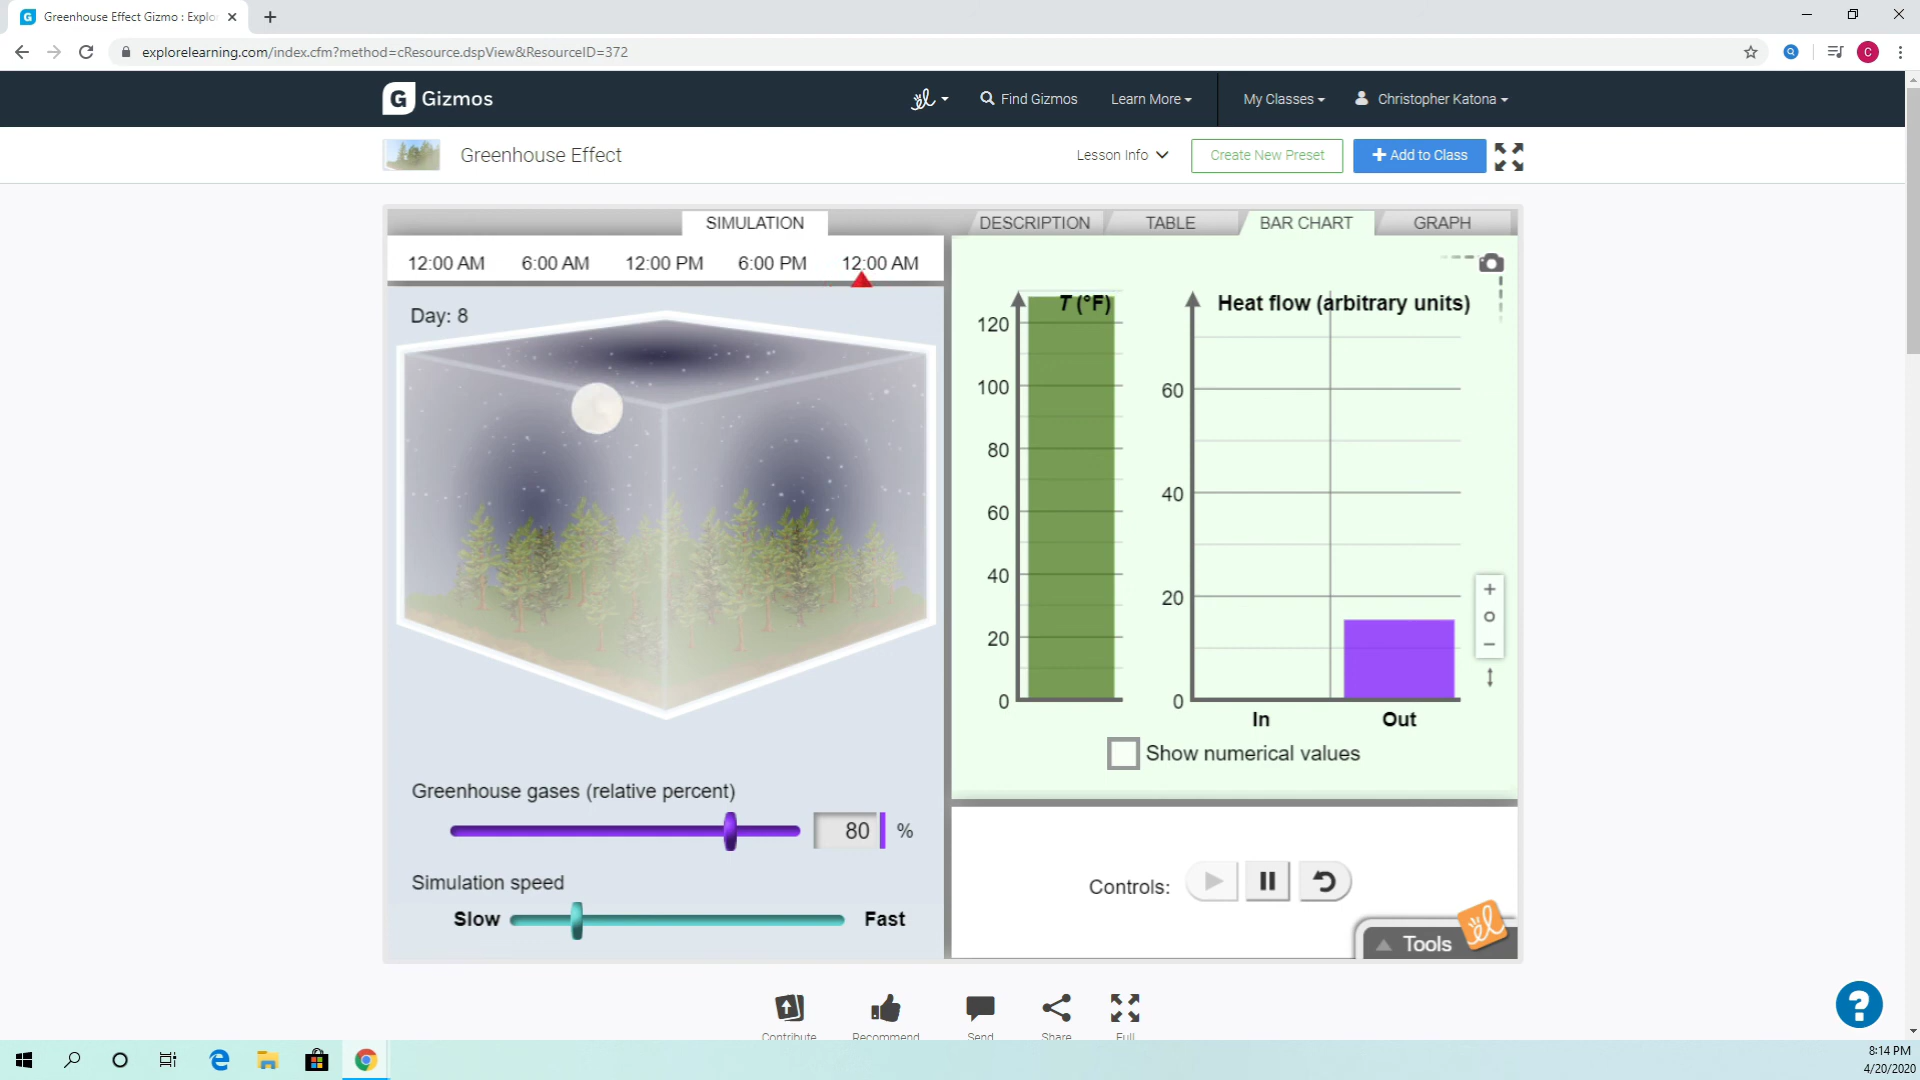 Greenhouse Effect Gizmo : Explo
explorelearning.com/index.cfm?method=cResource.dspView&ResourceID=372
C
G Gizmos
Find Gizmos
Learn More
My Classes
Christopher Katona
Greenhouse Effect
Lesson Info
Create New Preset
+ Add to Class
SIMULATION
DESCRIPTION
TABLE
BAR CHART
GRAPH
12:00 AM 6:00 AM 12:00 PM 6:00 PM 12:00 AM
Day: 8
T (°F)
120
100
80
60
40
20
0
Heat flow (arbitrary units)
60
40
20
0
In
Out
Show numerical values
Greenhouse gases (relative percent)
80 %
Simulation speed
Slow
Fast
Controls:
Tools
el
Contribute
Recommend
Send
Share
Full
?
8:14 PM
4/20/2020